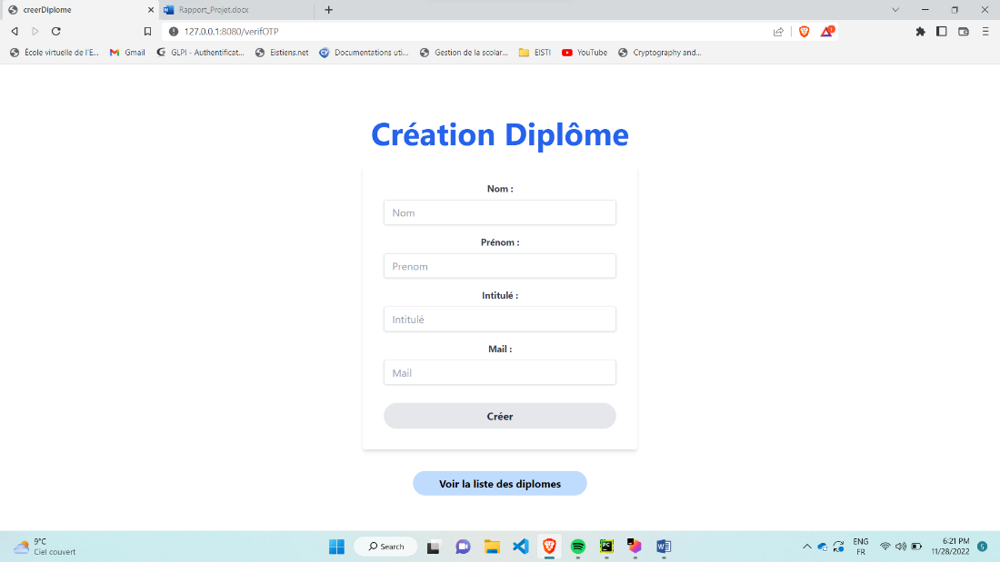 creerDiplome
Rapport_Projet.docx
127.0.0.1:8080/verifOTP
École virtuelle de l'E...
Gmail
GLPI - Authentificat...
Eistiens.net
Documentations uti...
Gestion de la scolar...
EISTI
YouTube
Cryptography and...
Création Diplôme
Nom :
Nom
Prénom :
Prenom
Intitulé :
Intitulé
Mail :
Mail
Créer
Voir la liste des diplomes
9°C
Ciel couvert
Search
PC
ENG
FR
6:21 PM
11/28/2022
5